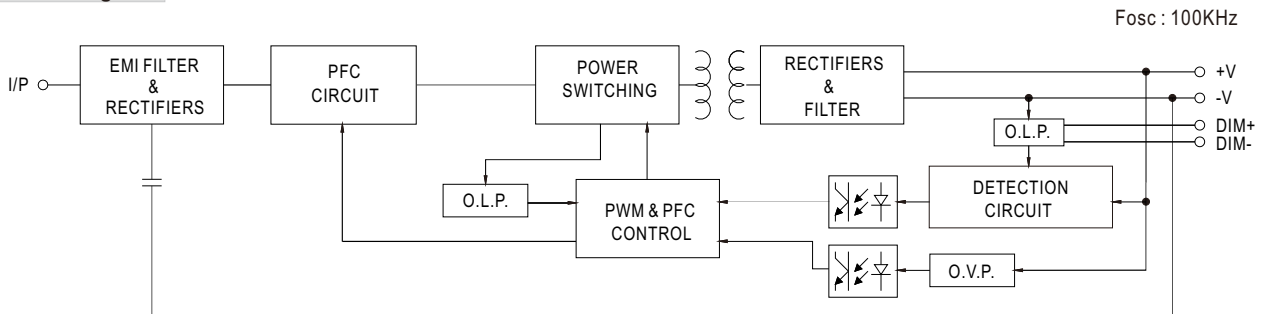 Fosc : 100KHz
I/P
EMI FILTER
&
RECTIFIERS
PFC
CIRCUIT
POWER
SWITCHING
RECTIFIERS
&
FILTER
+V
-V
DIM+
DIM-
O.L.P.
O.L.P.
PWM & PFC
CONTROL
DETECTION
CIRCUIT
O.V.P.